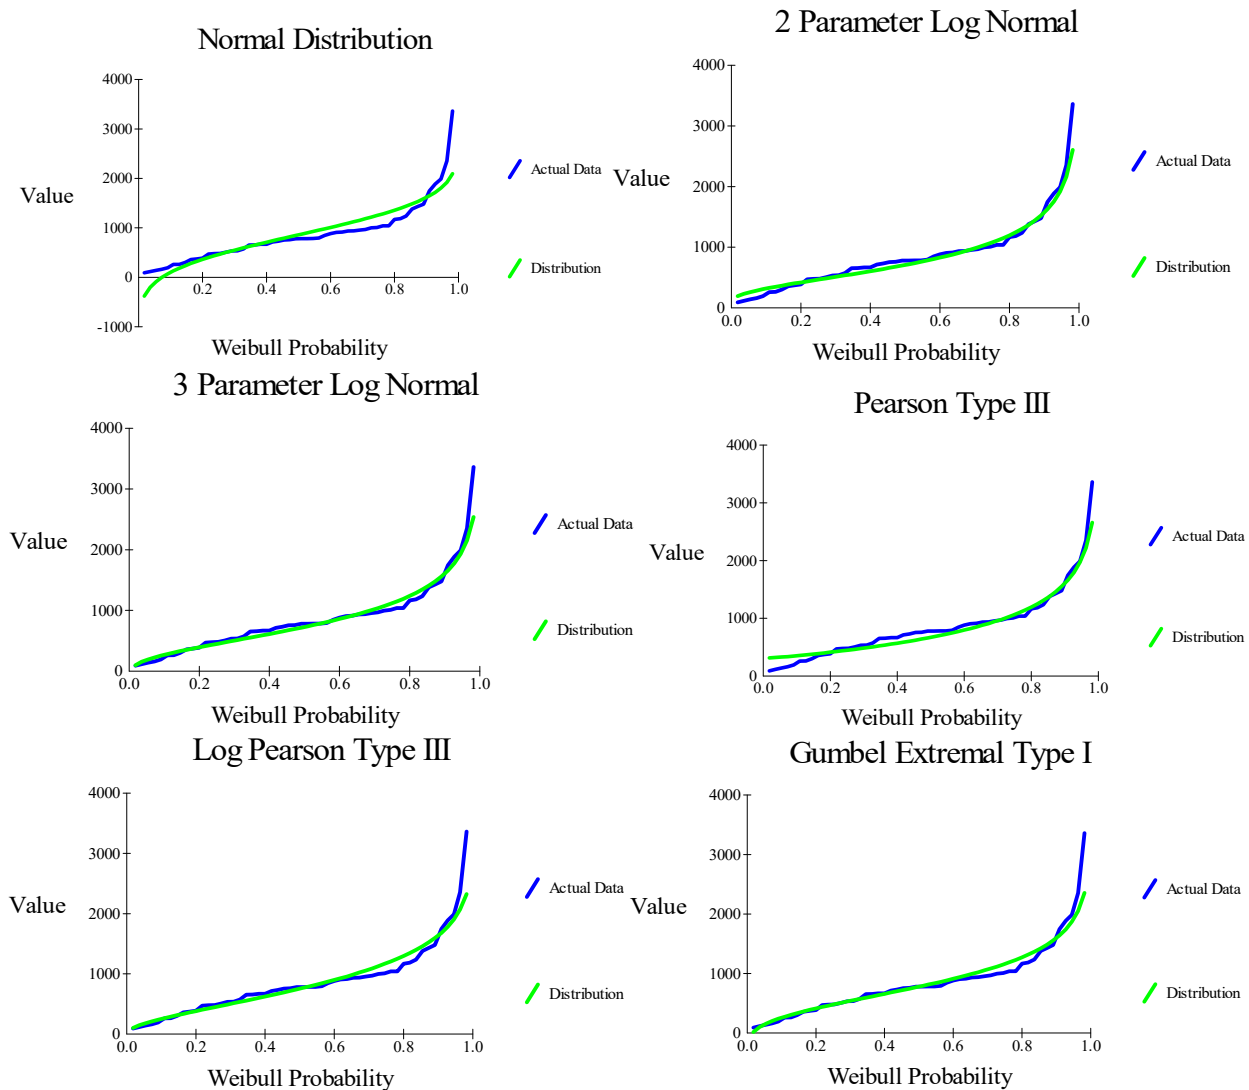 Normal Distribution
4000
3000
2000
1000
0
-1000
0.2
0.4
0.6
0.8
1.0
Value
Weibull Probability
Actual Data
Distribution
2 Parameter Log Normal
4000
3000
2000
1000
0
0.0
0.2
0.4
0.6
0.8
1.0
Value
Weibull Probability
Actual Data
Distribution
3 Parameter Log Normal
4000
3000
2000
1000
0
0.0
0.2
0.4
0.6
0.8
1.0
Value
Weibull Probability
Actual Data
Distribution
Pearson Type III
4000
3000
2000
1000
0
0.0
0.2
0.4
0.6
0.8
1.0
Value
Weibull Probability
Actual Data
Distribution
Log Pearson Type III
4000
3000
2000
1000
0
0.0
0.2
0.4
0.6
0.8
1.0
Value
Weibull Probability
Actual Data
Distribution
Gumbel Extremal Type I
4000
3000
2000
1000
0
0.0
0.2
0.4
0.6
0.8
1.0
Value
Weibull Probability
Actual Data
Distribution